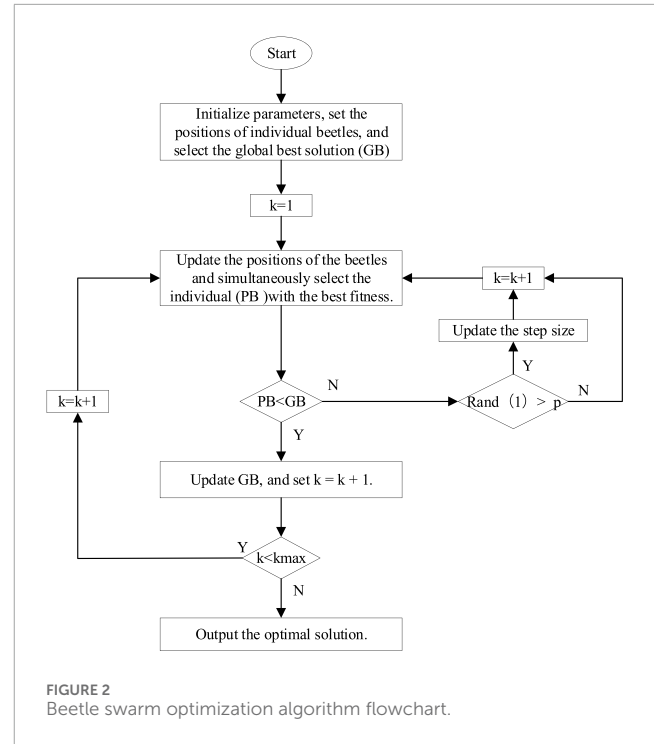 Start
Initialize parameters, set the
positions of individual beetles, and
select the global best solution (GB)
k=1
Update the positions of the beetles
and simultaneously select the
individual (PB )with the best fitness.
k=k+1
Update the step size
Y
N
PB<GB
N
Rand（1）> p
k=k+1
Y
Update GB, and set k = k + 1.
Y
k<kmax
N
Output the optimal solution.
FIGURE 2
Beetle swarm optimization algorithm flowchart.